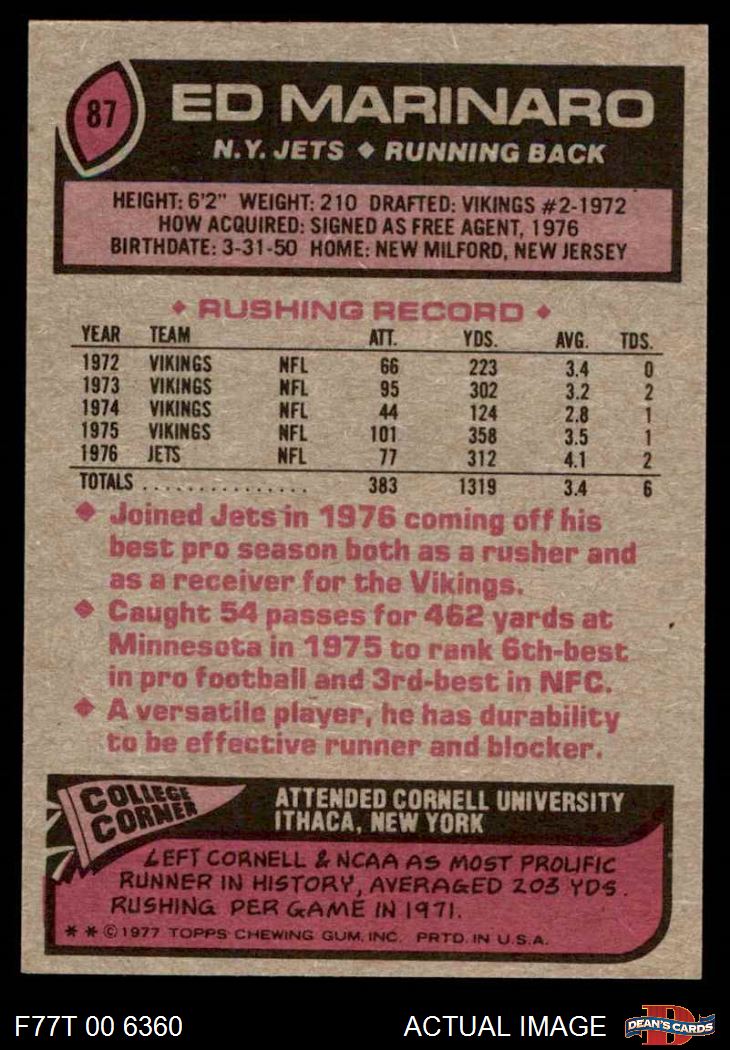 87
ED MARINARO
N.Y. JETS ◆ RUNNING BACK
HEIGHT: 6'2" WEIGHT: 210 DRAFTED: VIKINGS #2-1972
HOW ACQUIRED: SIGNED AS FREE AGENT, 1976
BIRTHDATE: 3-31-50 HOME: NEW MILFORD, NEW JERSEY
◆ RUSHING RECORD ◆
YEAR TEAM ATT. YDS. AVG. TDS.
1972 VIKINGS NFL 66 223 3.4 0
1973 VIKINGS NFL 95 302 3.2 2
1974 VIKINGS NFL 44 124 2.8 1
1975 VIKINGS NFL 101 358 3.5 1
1976 JETS NFL 77 312 4.1 2
TOTALS ................ 383 1319 3.4 6
◆ Joined Jets in 1976 coming off his
best pro season both as a rusher and
as a receiver for the Vikings.
◆ Caught 54 passes for 462 yards at
Minnesota in 1975 to rank 6th-best
in pro football and 3rd-best in NFC.
◆ A versatile player, he has durability
to be effective runner and blocker.
COLLEGE
CORNER
ATTENDED CORNELL UNIVERSITY
ITHACA, NEW YORK
LEFT CORNELL & NCAA AS MOST PROLIFIC
RUNNER IN HISTORY, AVERAGED 203 YDS.
RUSHING PER GAME IN 1971.
* * © 1977 TOPPS CHEWING GUM, INC. PRTD. IN U.S.A.
F77T 00 6360
ACTUAL IMAGE
D
DEAN'S CARDS